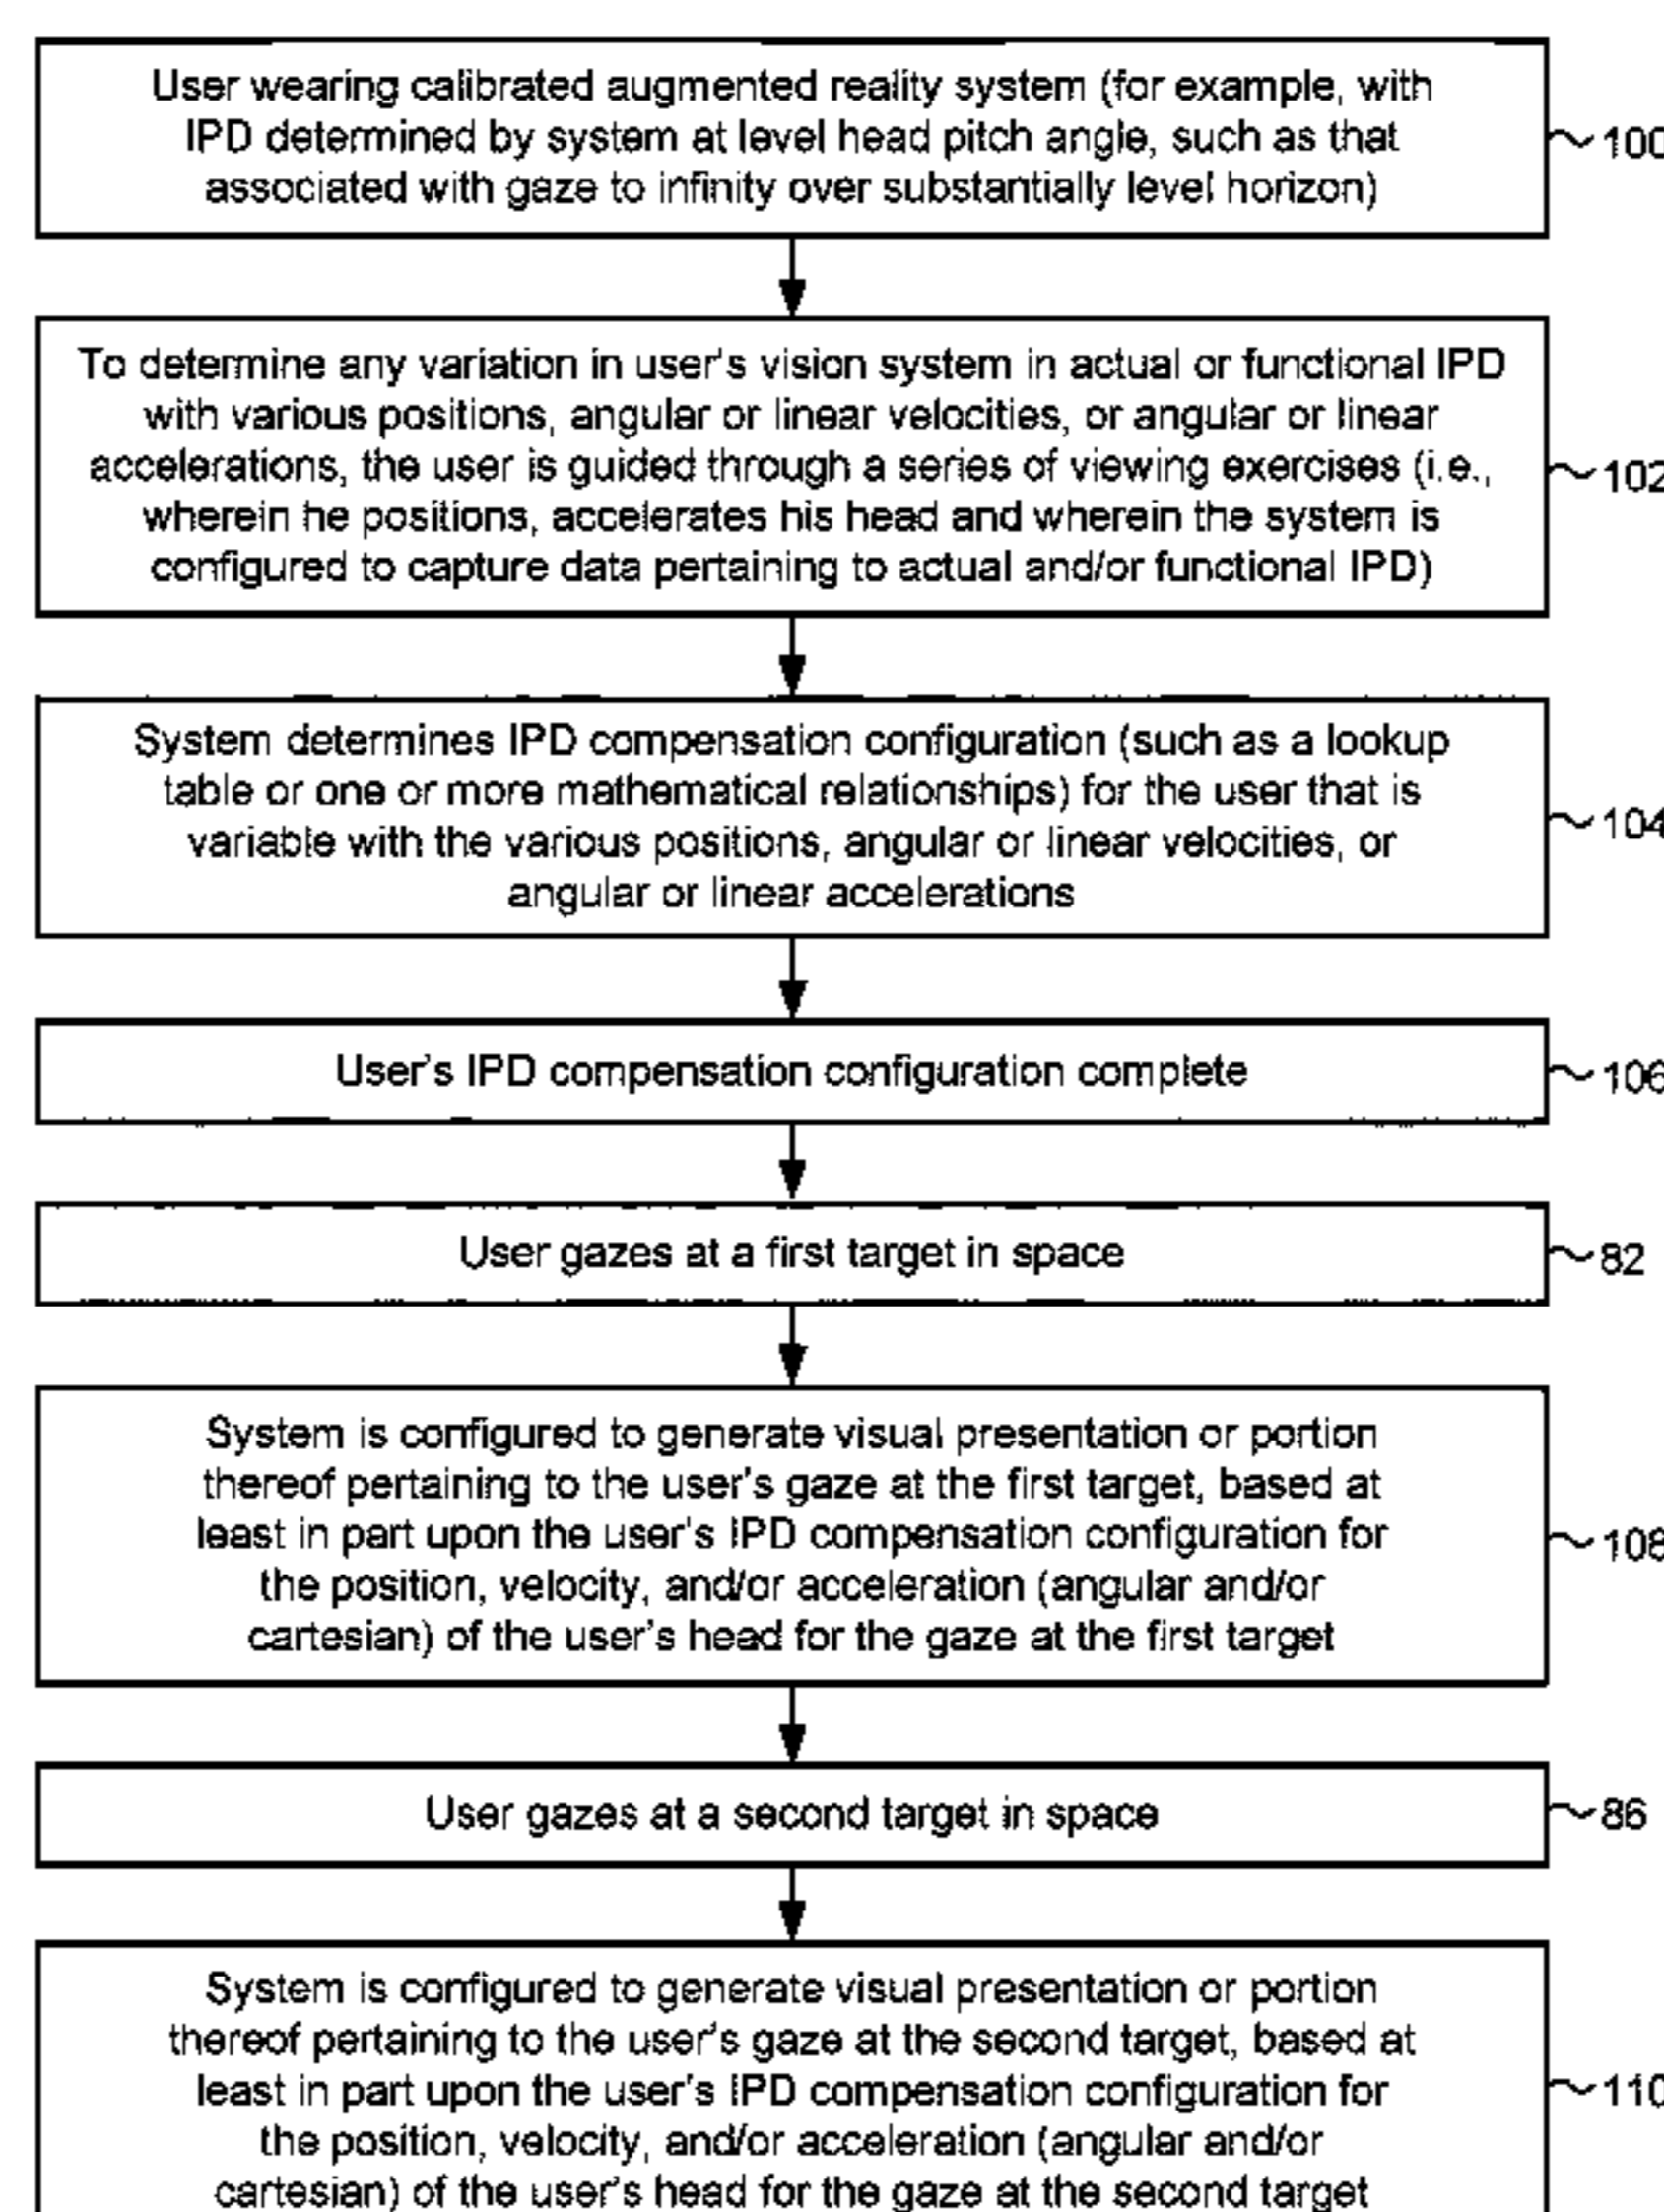 User wearing calibrated augmented reality system (for example, with
IPD determined by system at level head pitch angle, such as that
associated with gaze to infinity over substantially level horizon)
100
To determine any variation in user's vision system in actual or functional IPD
with various positions, angular or linear velocities, or angular or linear
accelerations, the user is guided through a series of viewing exercises (i.e.,
wherein he positions, accelerates his head and wherein the system is
configured to capture data pertaining to actual and/or functional IPD)
102
System determines IPD compensation configuration (such as a lookup
table or one or more mathematical relationships) for the user that is
variable with the various positions, angular or linear velocities, or
angular or linear accelerations
104
User's IPD compensation configuration complete
106
User gazes at a first target in space
82
System is configured to generate visual presentation or portion
thereof pertaining to the user's gaze at the first target, based at
least in part upon the user's IPD compensation configuration for
the position, velocity, and/or acceleration (angular and/or
cartesian) of the user's head for the gaze at the first target
108
User gazes at a second target in space
86
System is configured to generate visual presentation or portion
thereof pertaining to the user's gaze at the second target, based at
least in part upon the user's IPD compensation configuration for
the position, velocity, and/or acceleration (angular and/or
cartesian) of the user's head for the gaze at the second target
110